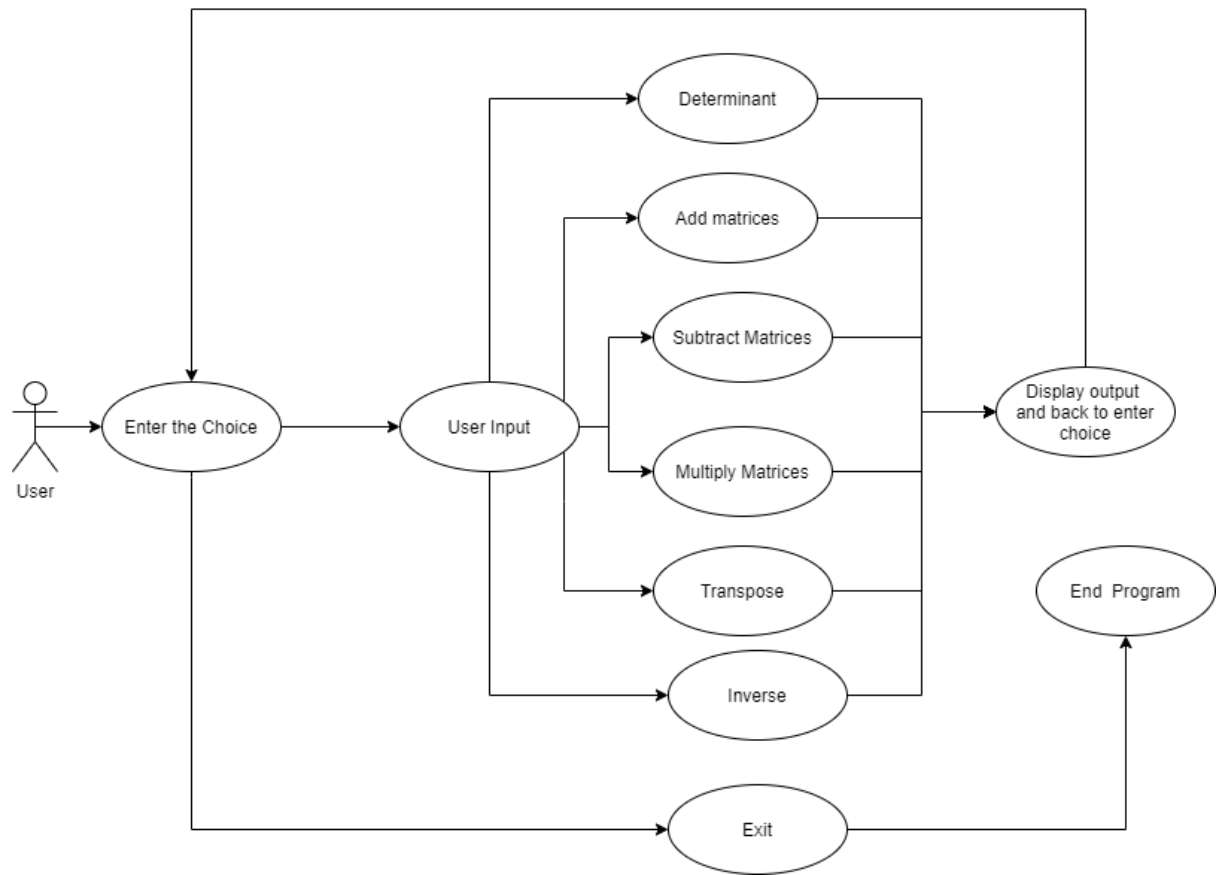 Determinant
Add matrices
Subtract Matrices
Display output
and back to enter
choice
Enter the Choice
User Input
Multiply Matrices
User
Transpose
End Program
Inverse
Exit